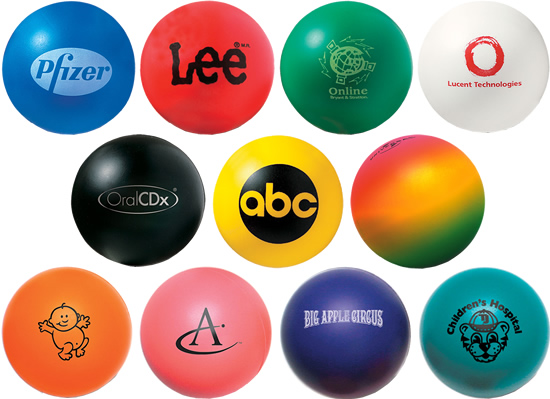 Pfizer
Lee
M.R.
Online
Lucent Technologies
OralCDx
abc
A
BIG APPLE CIRCUS
Children's Hospital